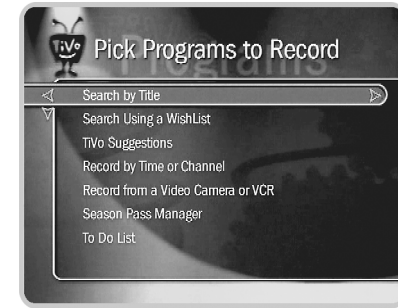 TiVo
Pick Programs to Record
Programs
Search by Title
Search Using a WishList
TiVo Suggestions
Record by Time or Channel
Record from a Video Camera or VCR
Season Pass Manager
To Do List